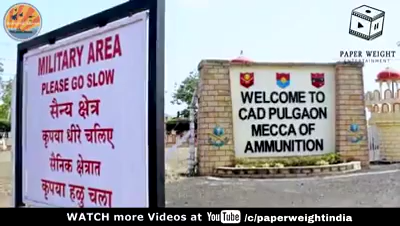 MILITARY AREA
PLEASE GO SLOW
सैन्य क्षेत्र
कृपया धीरे चलिए
सैनिक क्षेत्रात
कृपया हळु चला
PAPER WEIGHT
ENTERTAINMENT
WELCOME TO
CAD PULGAON
MECCA OF
AMMUNITION
WATCH more Videos at YouTube /c/paperweightindia